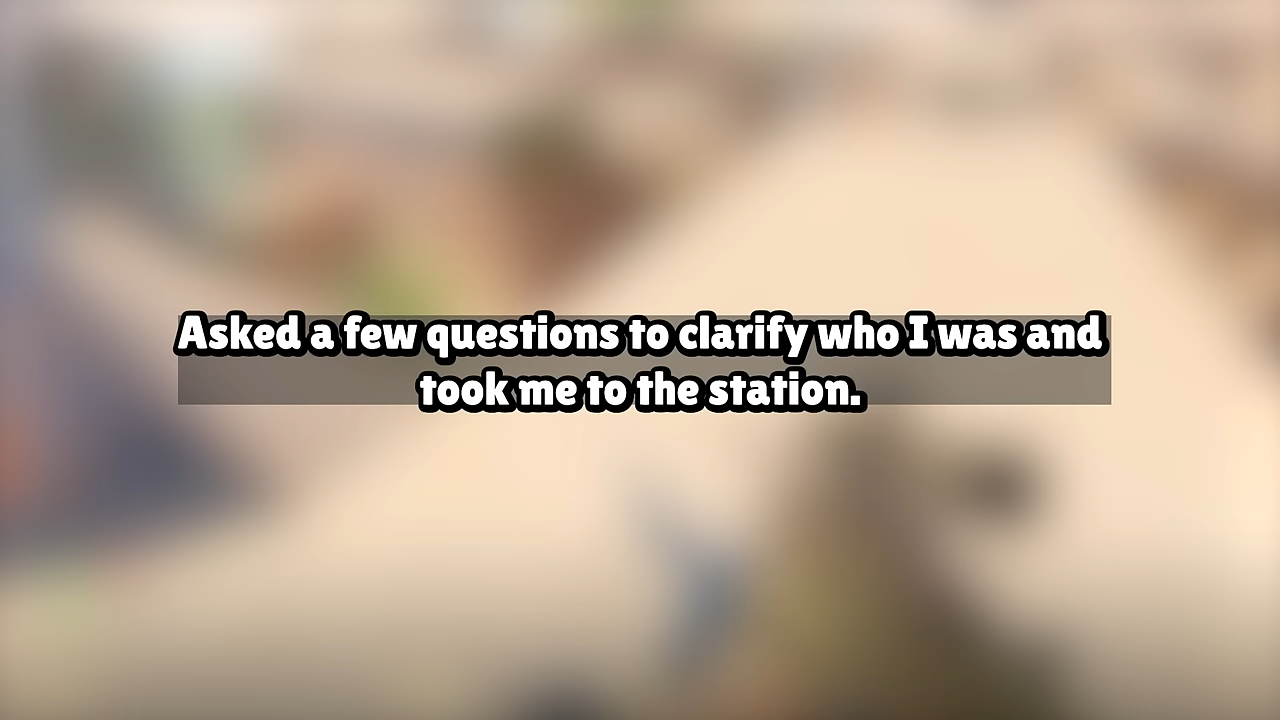 Asked a few questions to clarify who I was and
took me to the station.